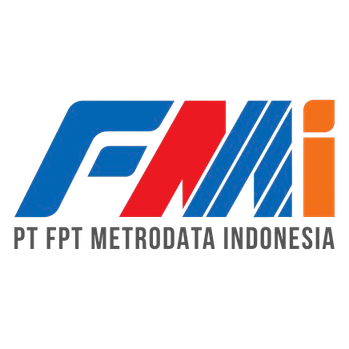 FMi
PT FPT METRODATA INDONESIA